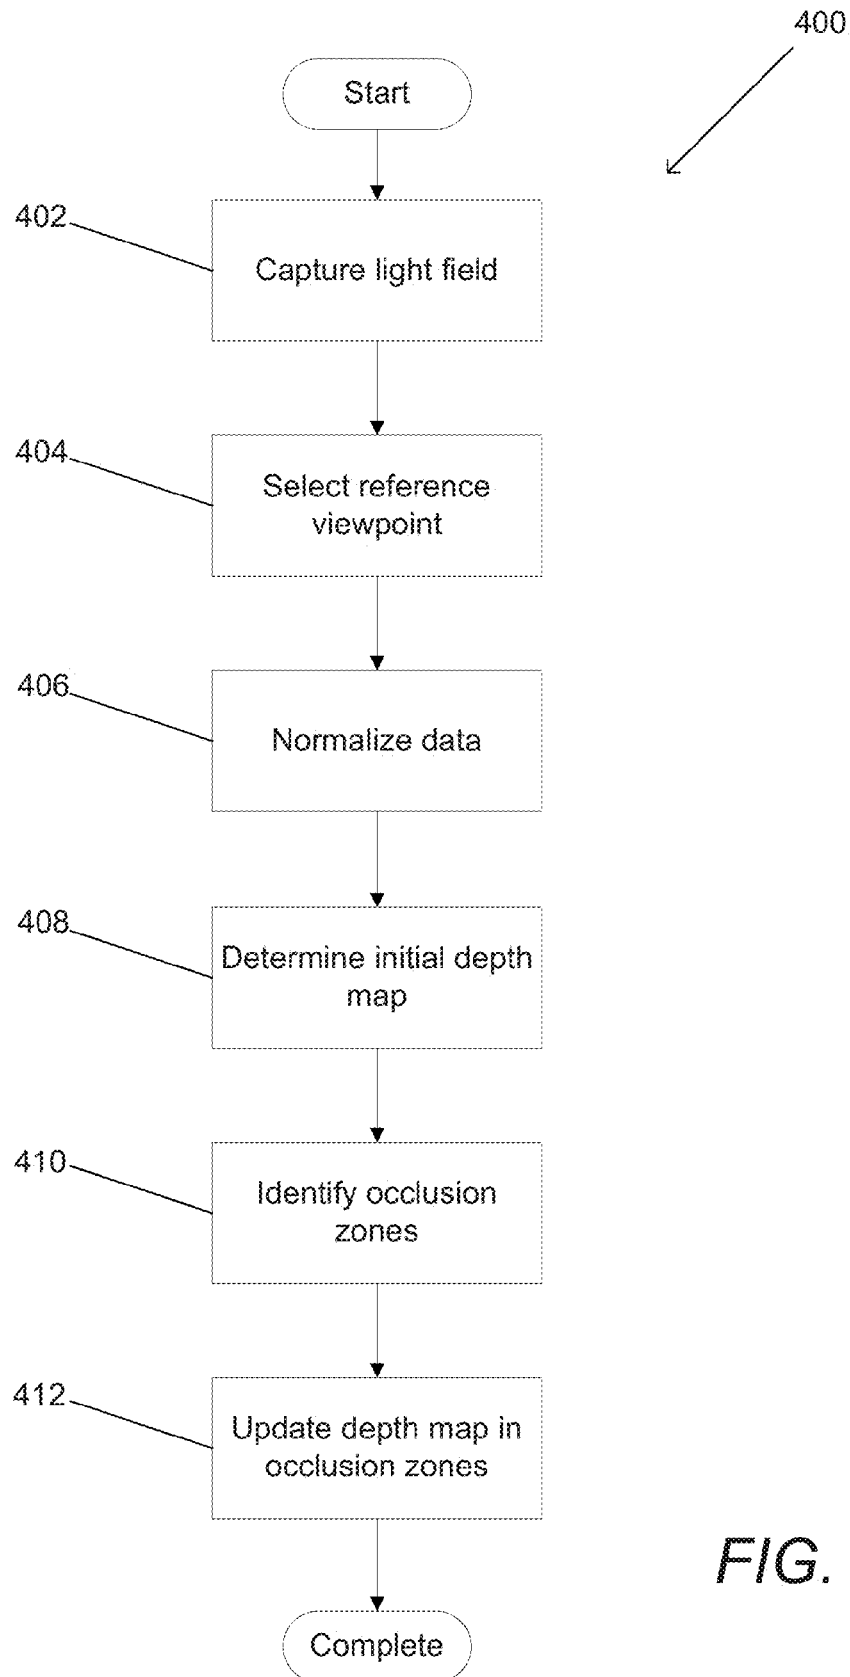 400
Start
402
Capture light field
404
Select reference
viewpoint
406
Normalize data
408
Determine initial depth
map
410
Identify occlusion
zones
412
Update depth map in
occlusion zones
FIG.
Complete